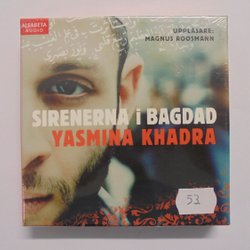 ALFABETA
AUDIO
UPPLÄSARE:
MAGNUS ROOSMANN
SIRENERNA i BAGDAD
YASMINA KHADRA
53